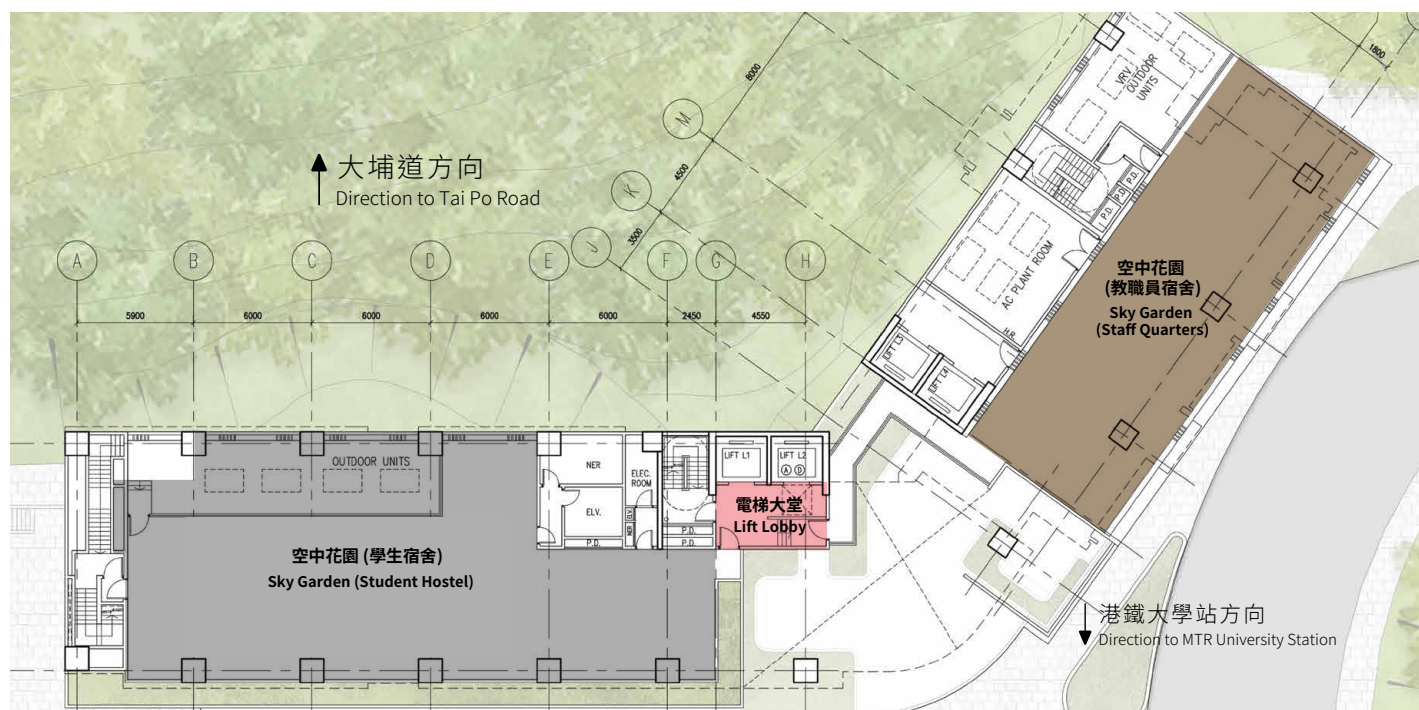 大埔道方向
Direction to Tai Po Road
8000
M
4500
K
3500
J
1800
A
B
C
D
E
F
G
H
5900
6000
6000
6000
6000
2450
4550
VRV
OUTDOOR
UNITS
P.D.
P.D.
P.D.
AC PLANT ROOM
H.R.
LIFT L3
LIFT L4
空中花園
(教職員宿舍)
Sky Garden
(Staff Quarters)
OUTDOOR UNITS
NER
ELEC.
ROOM
ELV.
NER
ELV.
P.D.
P.D.
P.D.
LIFT L1
LIFT L2
A D
電梯大堂
Lift Lobby
空中花園 (學生宿舍)
Sky Garden (Student Hostel)
港鐵大學站方向
Direction to MTR University Station